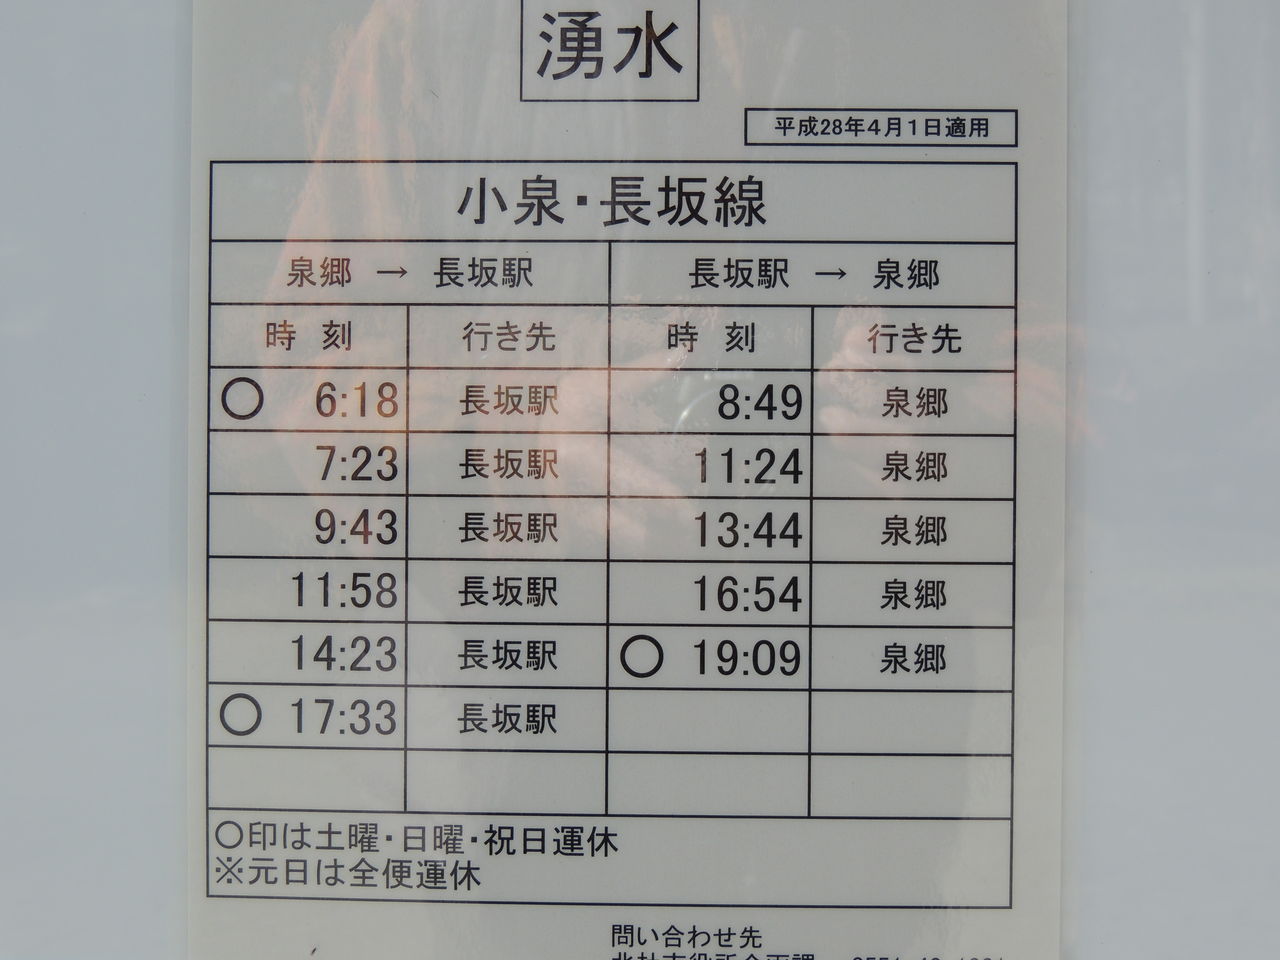 湧水
平成28年4月1日適用
小泉・長坂線
泉郷 → 長坂駅 長坂駅 → 泉郷
時 刻 行き先 時 刻 行き先
〇 6:18 長坂駅 8:49 泉郷
7:23 長坂駅 11:24 泉郷
9:43 長坂駅 13:44 泉郷
11:58 長坂駅 16:54 泉郷
14:23 長坂駅 〇 19:09 泉郷
〇 17:33 長坂駅
〇印は土曜・日曜・祝日運休
※元日は全便運休
問い合わせ先